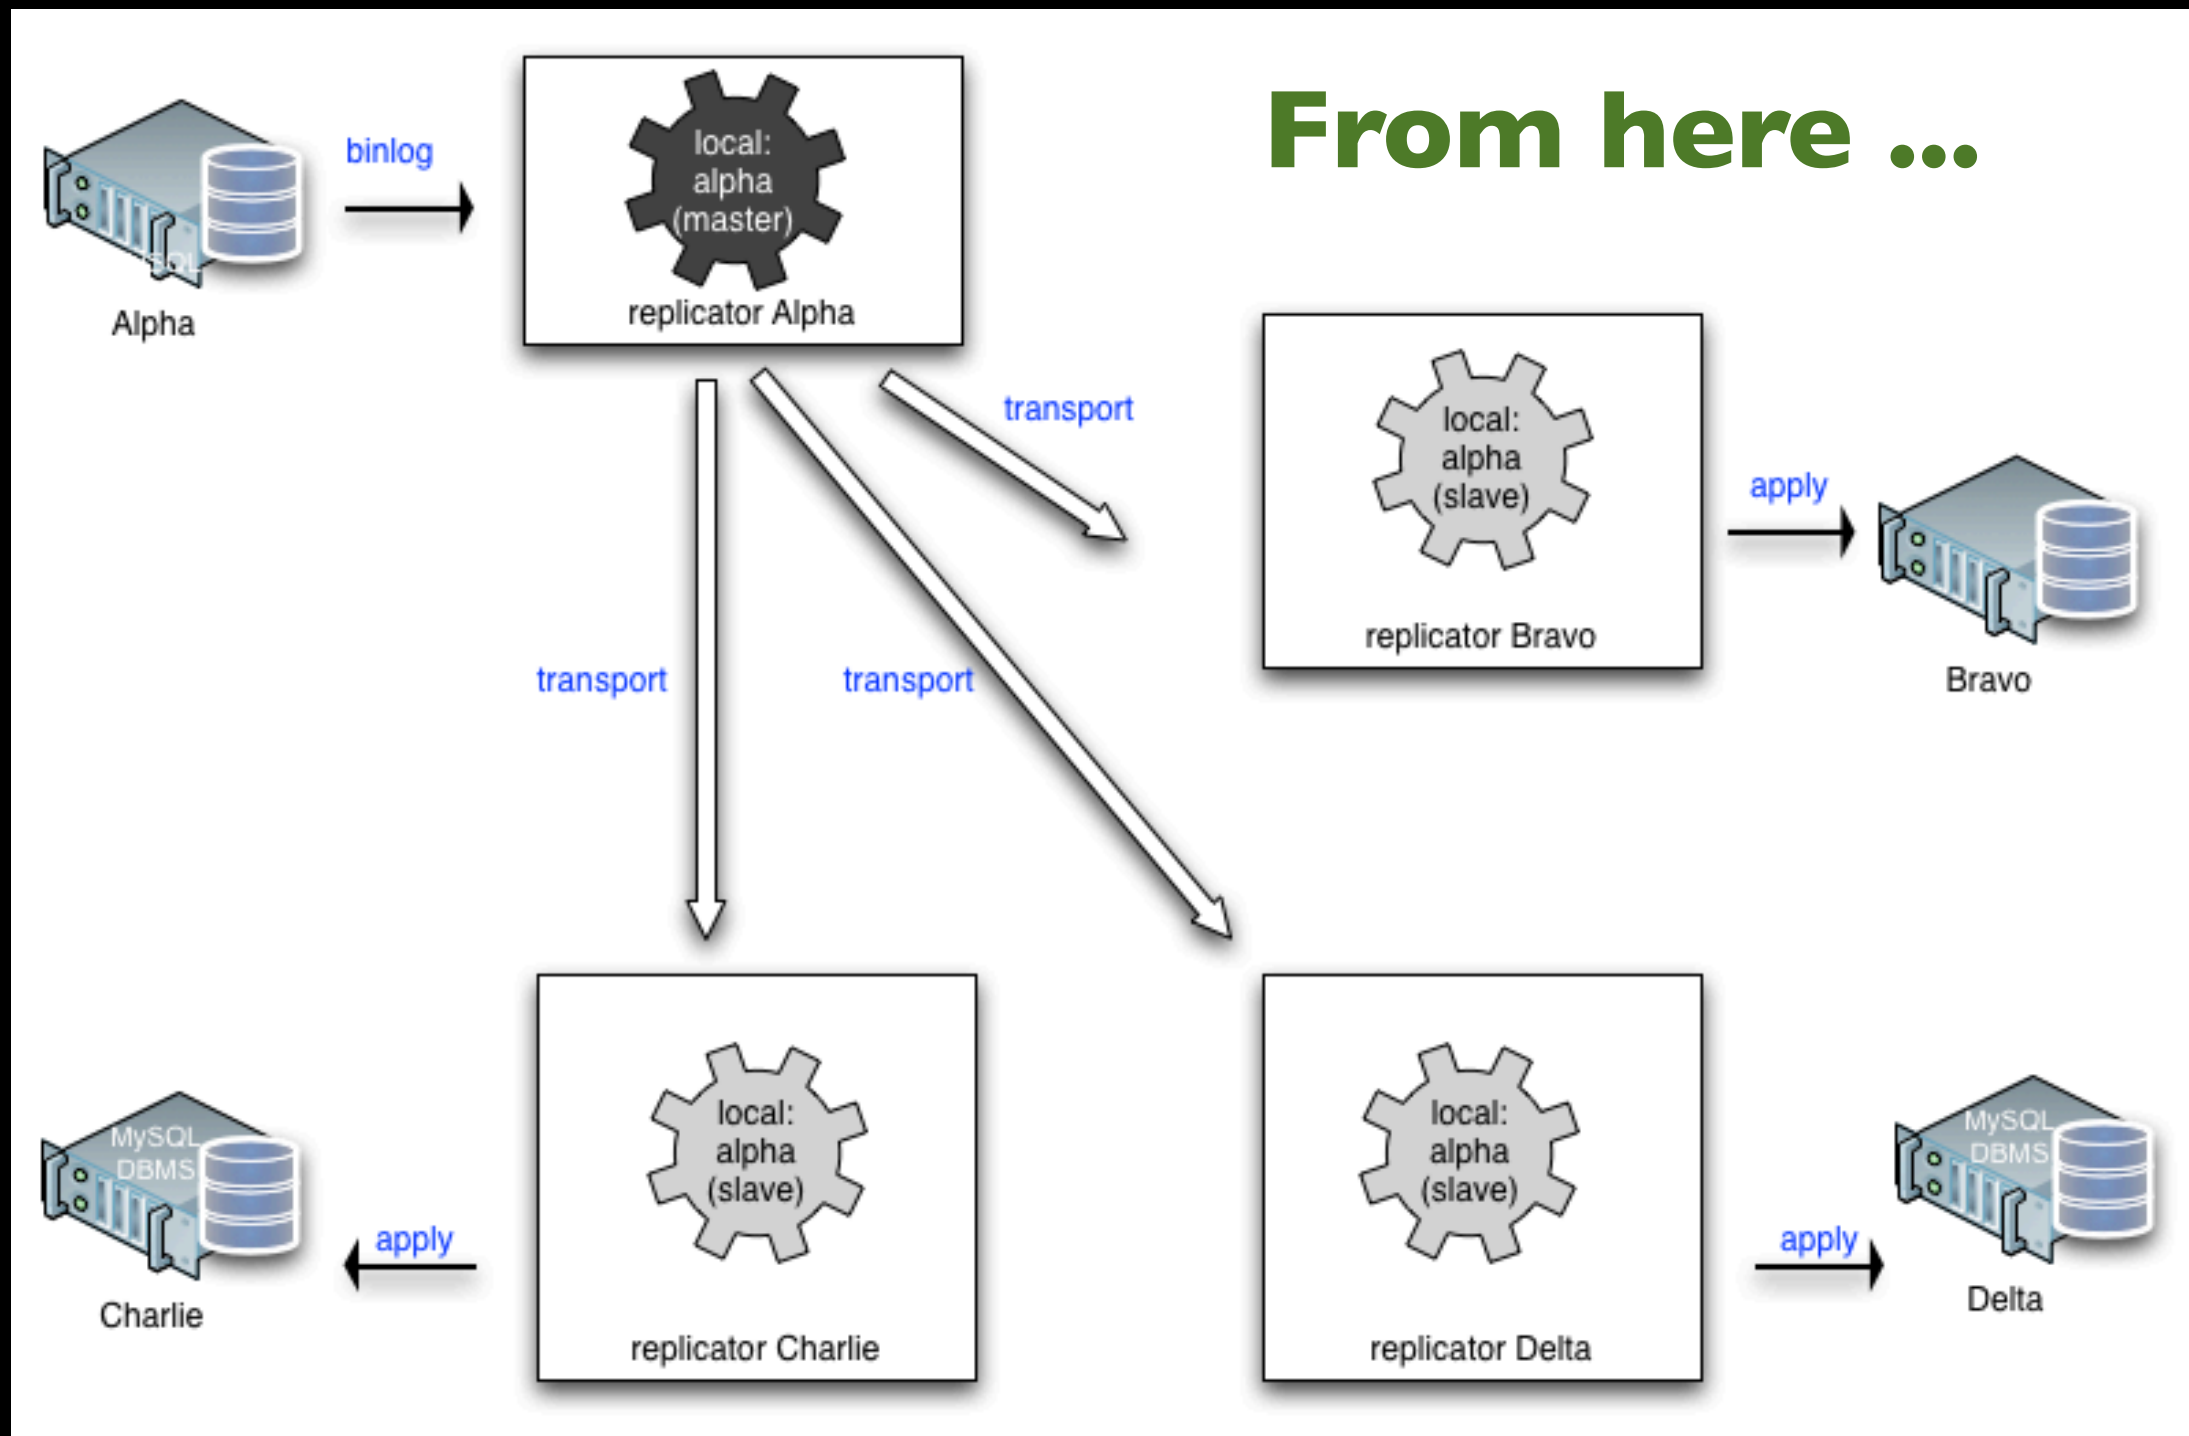 From here ...
binlog
local:
alpha
(master)
replicator Alpha
SQL
Alpha
transport
local:
alpha
(slave)
replicator Bravo
apply
Bravo
transport
transport
MySQL
DBMS
apply
Charlie
local:
alpha
(slave)
replicator Charlie
local:
alpha
(slave)
replicator Delta
MySQL
DBMS
apply
Delta